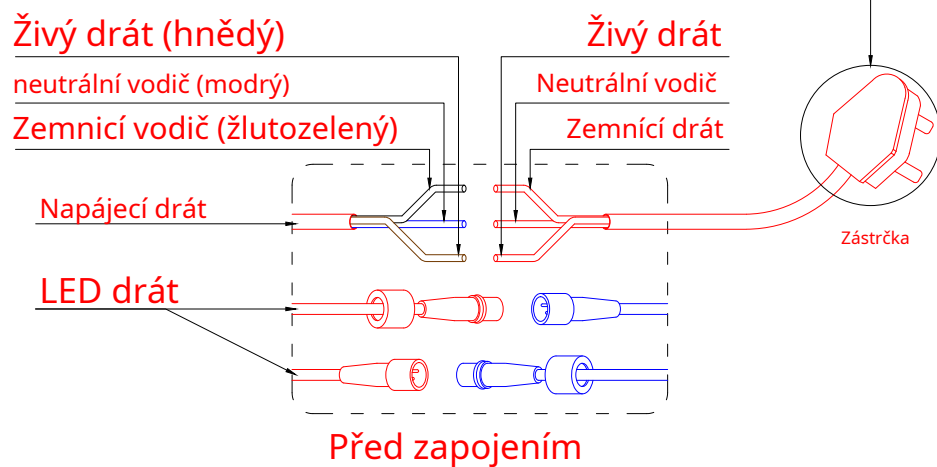 Živý drát (hnědý)
Živý drát
neutrální vodič (modrý)
Neutrální vodič
Zemnicí vodič (žlutozelený)
Zemnící drát
Napájecí drát
Zástrčka
LED drát
Před zapojením